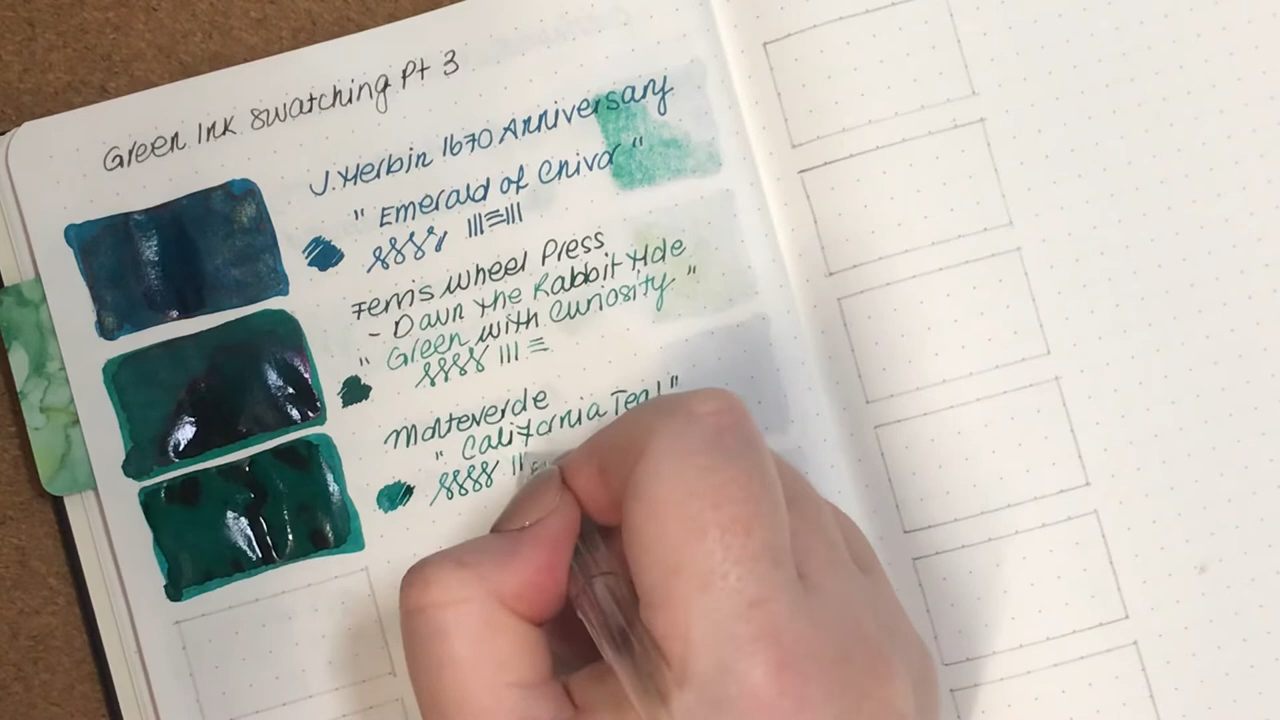 Green Ink swatching Pt 3
J. Herbin 1670 Anniversary
" Emerald of Chivor "
Ferris Wheel Press
- Down the Rabbit Hole
" Green with Curiosity "
Monteverde
" California Teal "